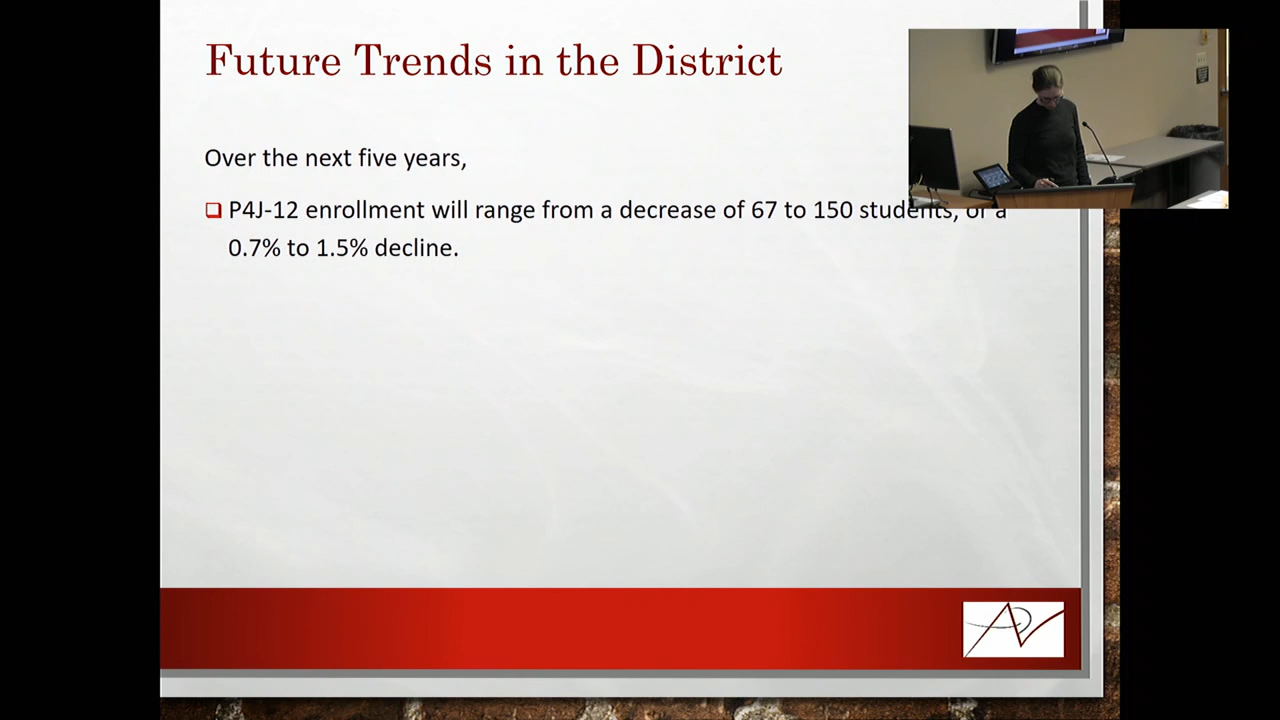 Future Trends in the District
Over the next five years,
P4J-12 enrollment will range from a decrease of 67 to 150 students, or a
0.7% to 1.5% decline.